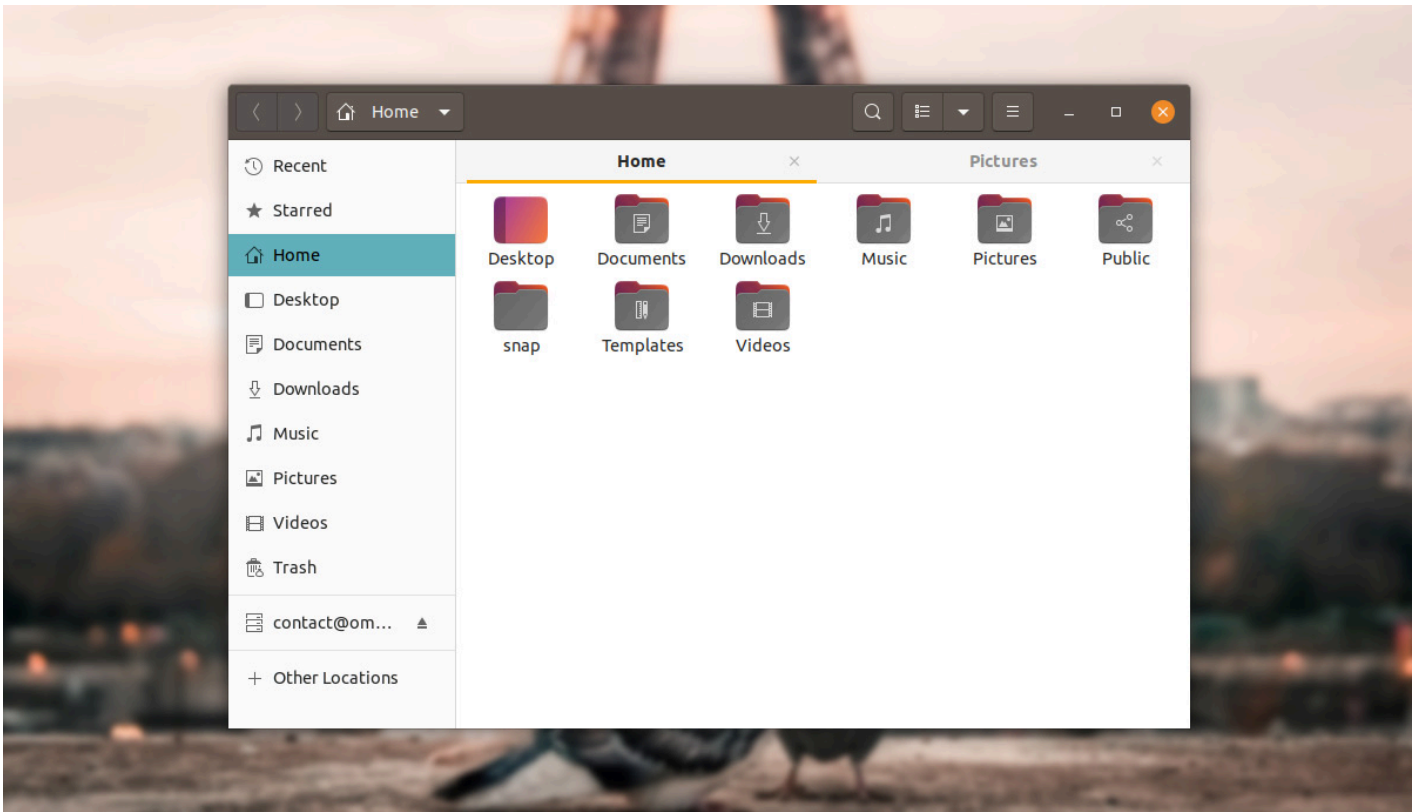 Home
Recent
Starred
Home
Desktop
Documents
Downloads
Music
Pictures
Videos
Trash
contact@om...
Other Locations
Home Pictures
Desktop Documents Downloads Music Pictures Public
snap Templates Videos